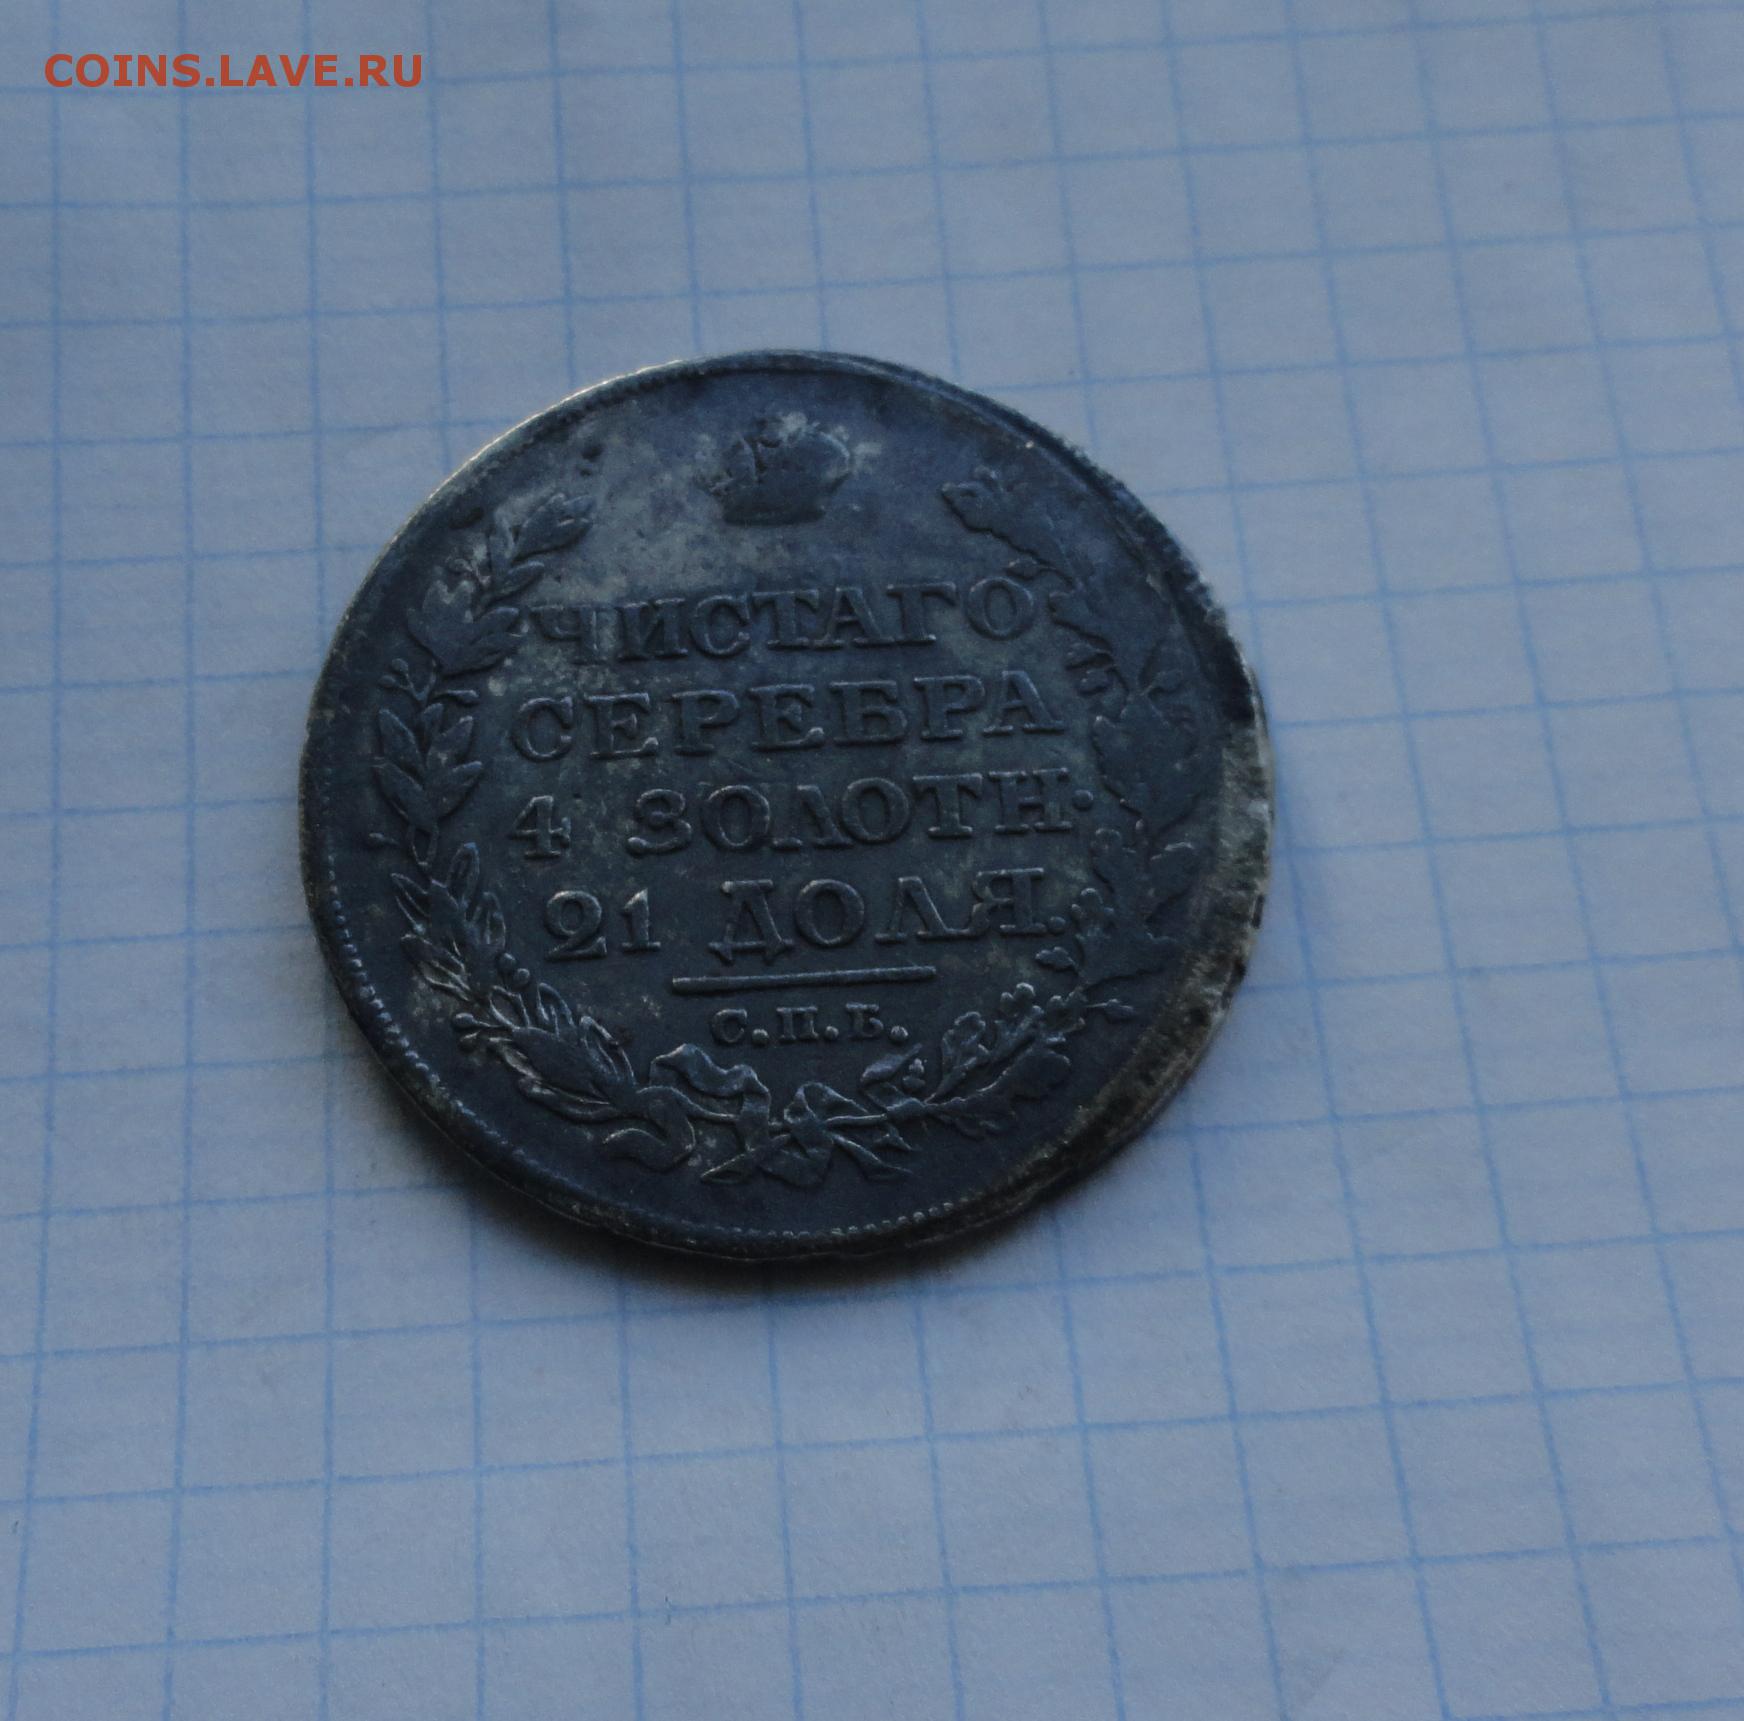 COINS.LAVE.RU
ЧИСТАГО
СЕРЕБРА
4 ЗОЛОТН.
21 ДОЛЯ.
С.П.Б.